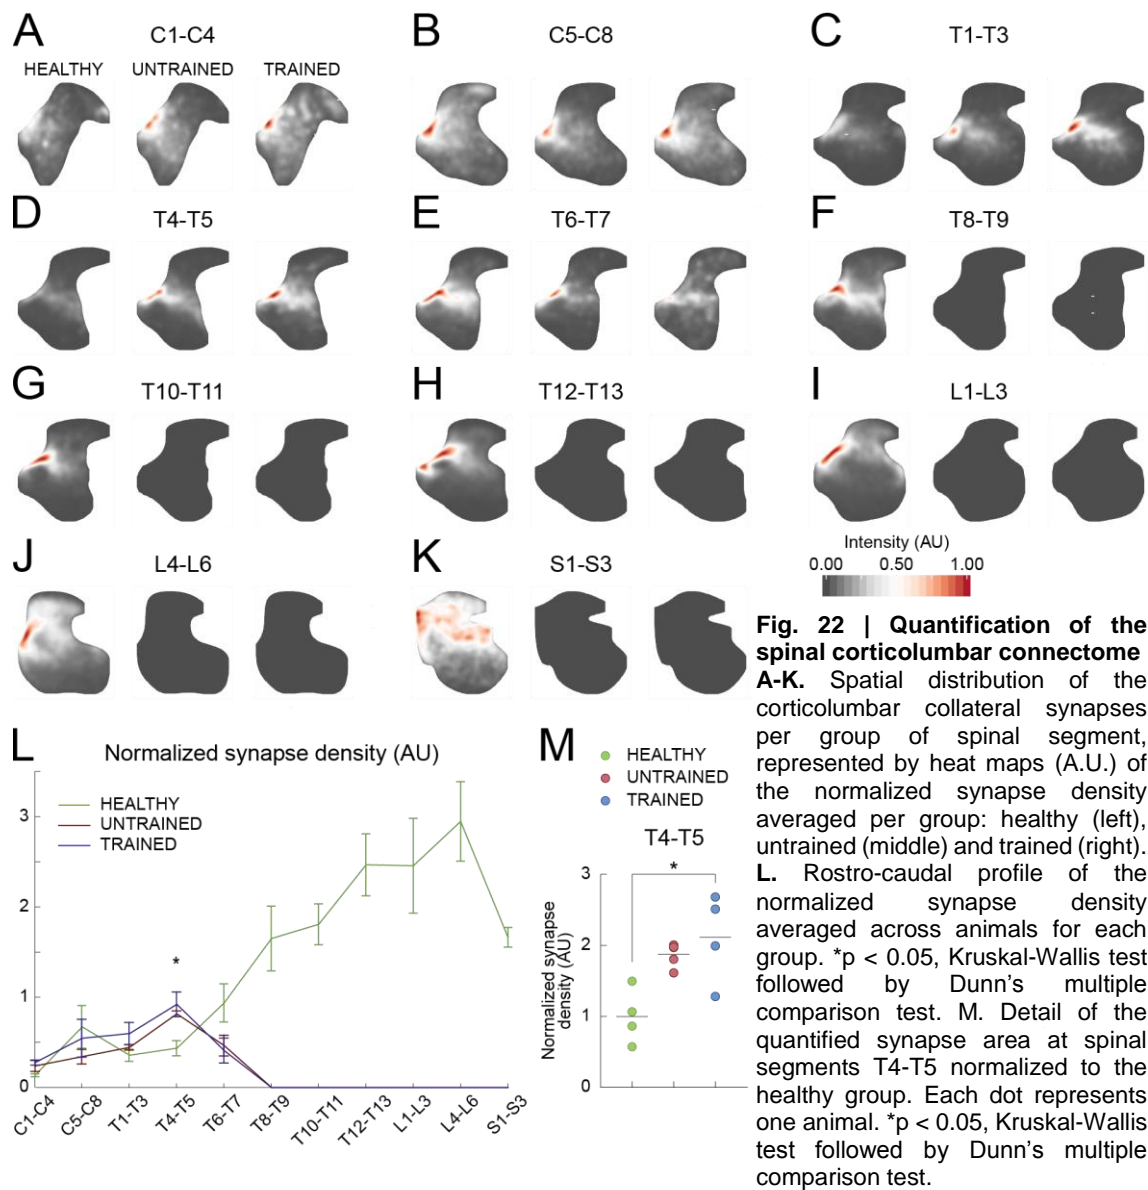 A
C1-C4
HEALTHY
UNTRAINED
TRAINED
B
C5-C8
C
T1-T3
D
T4-T5
E
T6-T7
F
T8-T9
G
T10-T11
H
T12-T13
I
L1-L3
J
L4-L6
K
S1-S3
Intensity (AU)
0.00 0.50 1.00
L
Normalized synapse density (AU)
HEALTHY
UNTRAINED
TRAINED
3
2
1
0
*
C1-C4
C5-C8
T1-T3
T4-T5
T6-T7
T8-T9
T10-T11
T12-T13
L1-L3
L4-L6
S1-S3
M
HEALTHY
UNTRAINED
TRAINED
T4-T5
*
Normalized synapse
density (AU)
3
2
1
0
Fig. 22 | Quantification of the
spinal corticolumbar connectome
A-K. Spatial distribution of the
corticolumbar collateral synapses
per group of spinal segment,
represented by heat maps (A.U.) of
the normalized synapse density
averaged per group: healthy (left),
untrained (middle) and trained (right).
L. Rostro-caudal profile of the
normalized synapse density
averaged across animals for each
group. *p < 0.05, Kruskal-Wallis test
followed by Dunn's multiple
comparison test. M. Detail of the
quantified synapse area at spinal
segments T4-T5 normalized to the
healthy group. Each dot represents
one animal. *p < 0.05, Kruskal-Wallis
test followed by Dunn's multiple
comparison test.